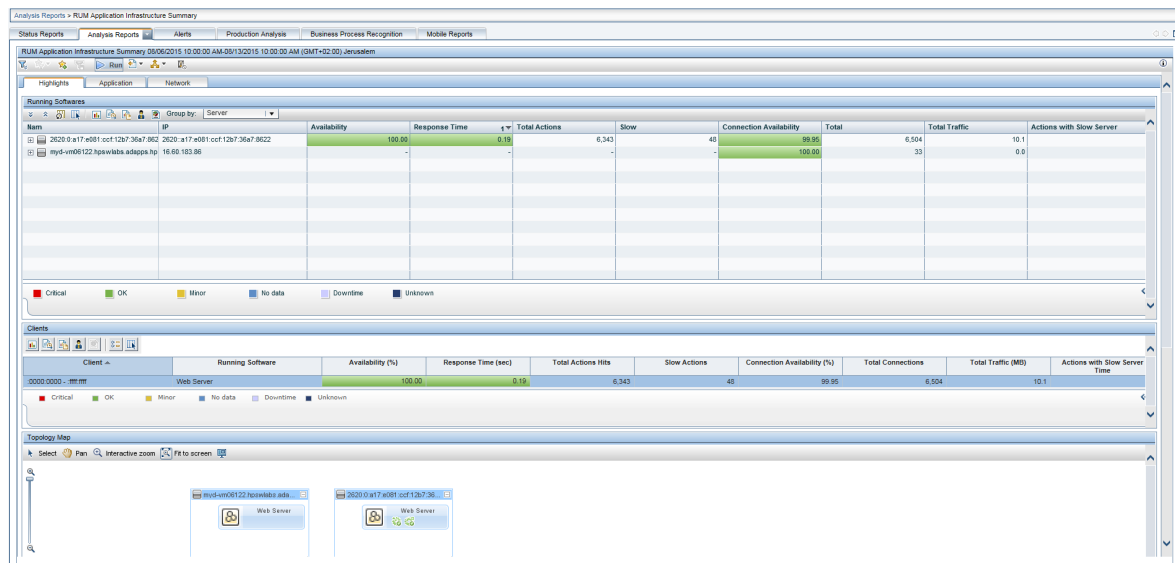 Analysis Reports > RUM Application Infrastructure Summary
Status Reports Analysis Reports Alerts Production Analysis Business Process Recognition Mobile Reports
RUM Application Infrastructure Summary 08/06/2015 10:00:00 AM-08/13/2015 10:00:00 AM (GMT+02:00) Jerusalem
Run
Highlights Application Network
Running Softwares
Group by: Server
Nam IP Availability Response Time 1 Total Actions Slow Connection Availability Total Total Traffic Actions with Slow Server
2620:0:a17:e081:ccf:12b7:36a7:862 2620::a17:e081:ccf:12b7:36a7:8622 100.00 0.19 6,343 48 99.95 6,504 10.1
myd-vm06122.hpswlabs.adapps.hp 16.60.183.86 - - - - 100.00 33 0.0
Critical OK Minor No data Downtime Unknown
Clients
Client Running Software Availability (%) Response Time (sec) Total Actions Hits Slow Actions Connection Availability (%) Total Connections Total Traffic (MB) Actions with Slow Server Time
:0000:0000 - :ffff:ffff Web Server 100.00 0.19 6,343 48 99.95 6,504 10.1
Critical OK Minor No data Downtime Unknown
Topology Map
Select Pan Interactive zoom Fit to screen
myd-vm06122.hpswlabs.ada... 2620:0:a17:e081:ccf:12b7:36...
Web Server Web Server